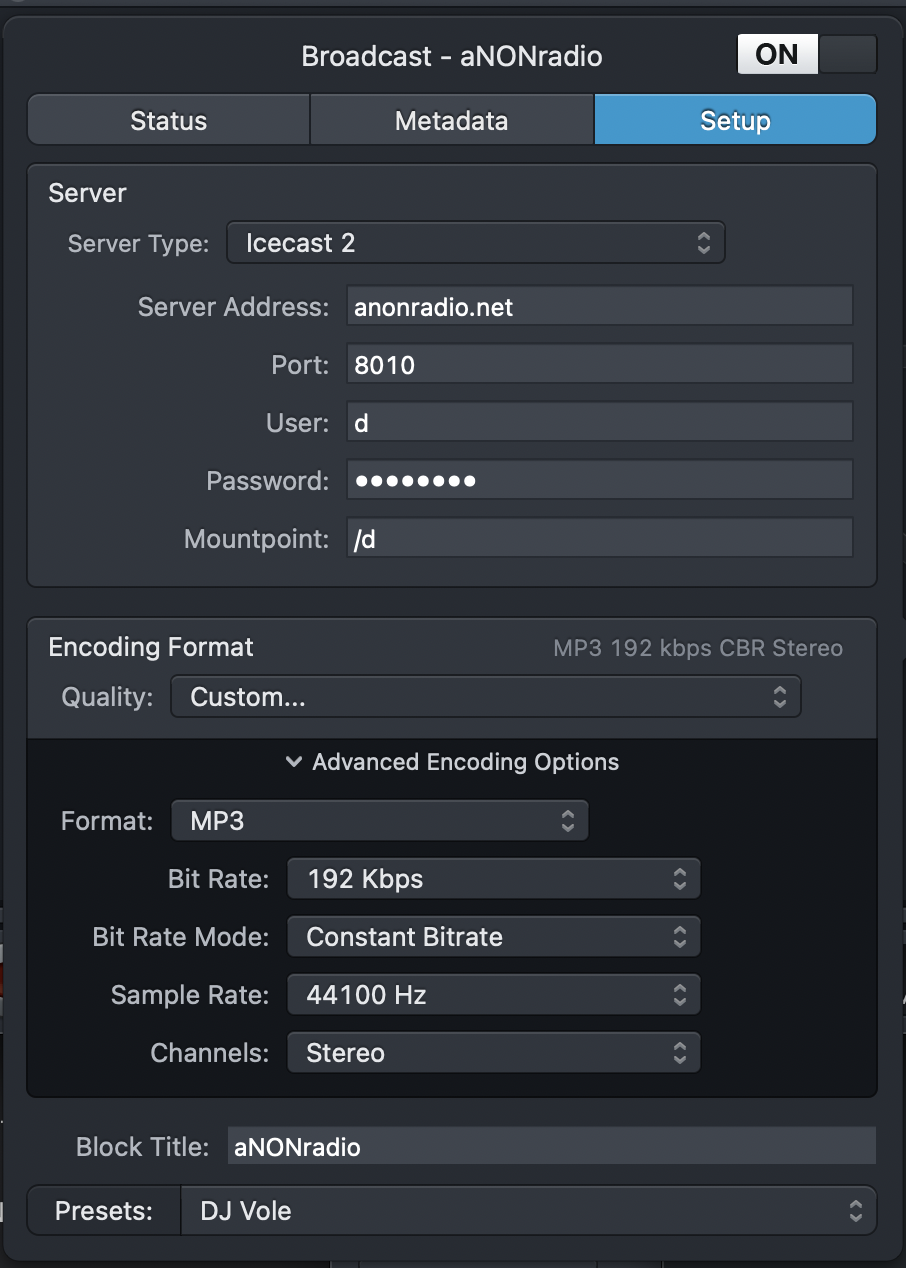 Broadcast - aNONradio
ON
Status
Metadata
Setup
Server
Server Type: Icecast 2
Server Address: anonradio.net
Port: 8010
User: d
Password: ••••••••
Mountpoint: /d
Encoding Format
MP3 192 kbps CBR Stereo
Quality: Custom...
Advanced Encoding Options
Format: MP3
Bit Rate: 192 Kbps
Bit Rate Mode: Constant Bitrate
Sample Rate: 44100 Hz
Channels: Stereo
Block Title: aNONradio
Presets: DJ Vole